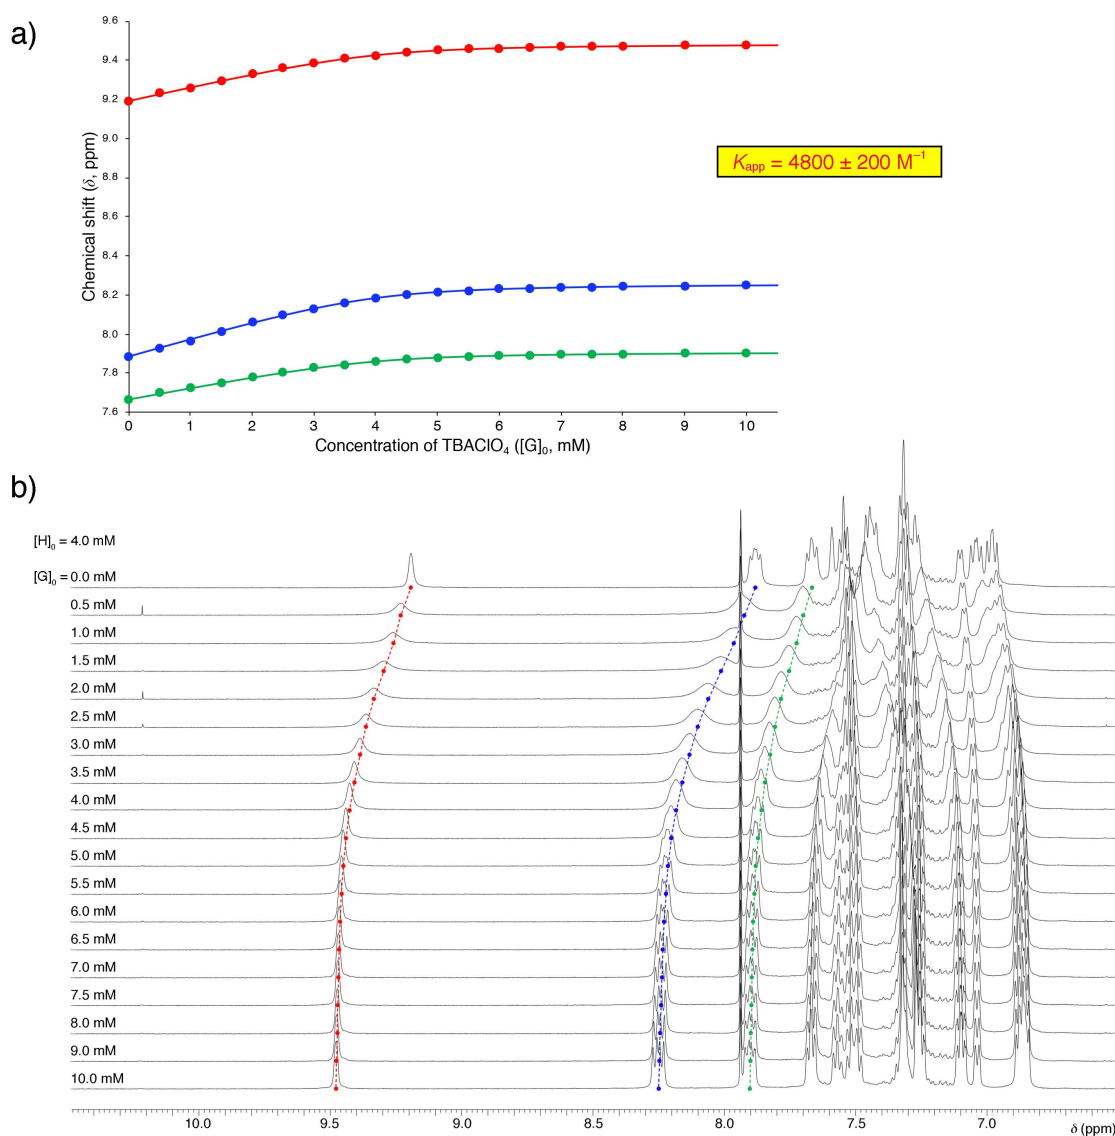 a)
9.6
9.4
9.2
9.0
8.8
8.6
8.4
8.2
8.0
7.8
7.6
Chemical shift (δ, ppm)
K_app = 4800 ± 200 M⁻¹
0 1 2 3 4 5 6 7 8 9 10
Concentration of TBAClO₄ ([G]₀, mM)
b)
[H]₀ = 4.0 mM
[G]₀ = 0.0 mM
0.5 mM
1.0 mM
1.5 mM
2.0 mM
2.5 mM
3.0 mM
3.5 mM
4.0 mM
4.5 mM
5.0 mM
5.5 mM
6.0 mM
6.5 mM
7.0 mM
7.5 mM
8.0 mM
9.0 mM
10.0 mM
10.0 9.5 9.0 8.5 8.0 7.5 7.0 δ (ppm)